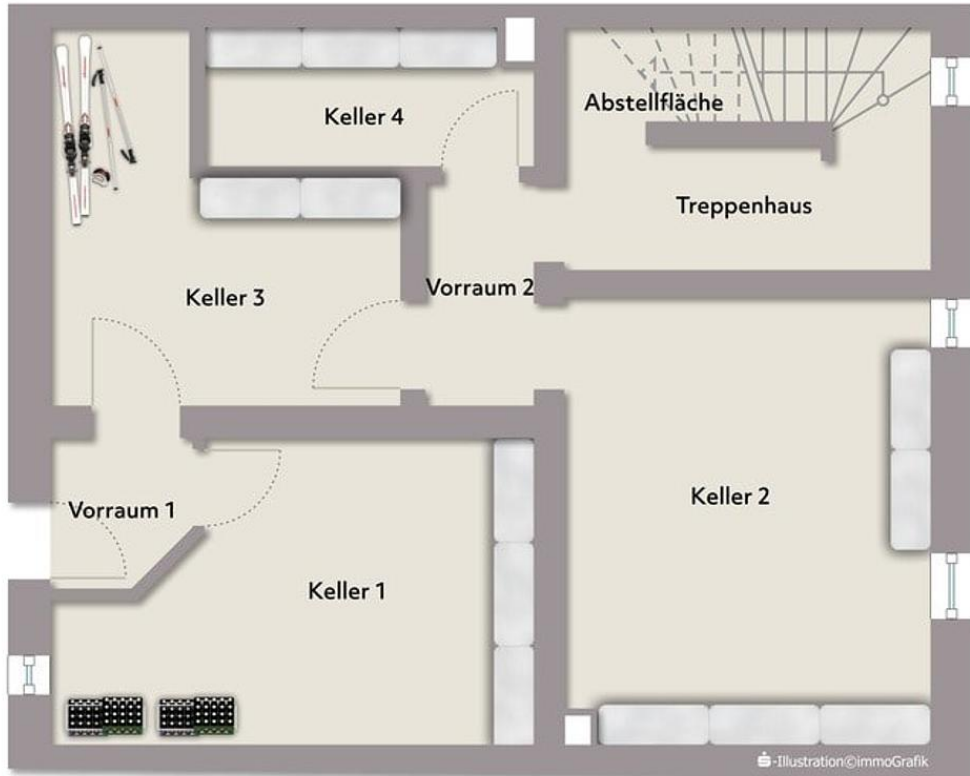 Keller 4
Abstellfläche
Treppenhaus
Keller 3
Vorraum 2
Vorraum 1
Keller 2
Keller 1
S-Illustration©immoGrafik